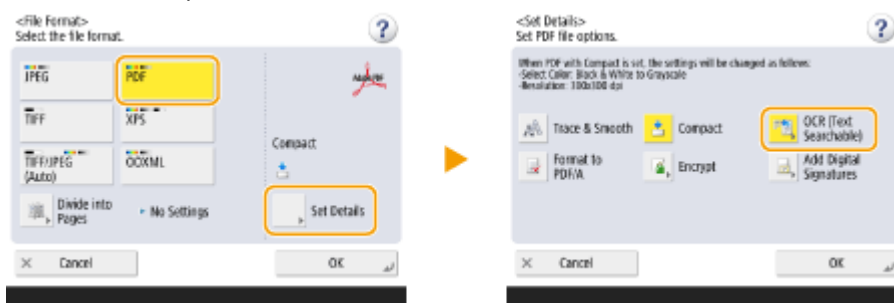 <File Format>
Select the file format.
?
JPEG
PDF
TIFF
XPS
TIFF/JPEG
(Auto)
OOXML
Compact
Divide into
Pages
No Settings
Set Details
Cancel
OK
<Set Details>
Set PDF file options.
?
When PDF with Compact is set, the settings will be changed as follows:
-Select Color: Black & White to Grayscale
-Resolution: 300x300 dpi
Trace & Smooth
Compact
OCR (Text
Searchable)
Format to
PDF/A
Encrypt
Add Digital
Signatures
Cancel
OK